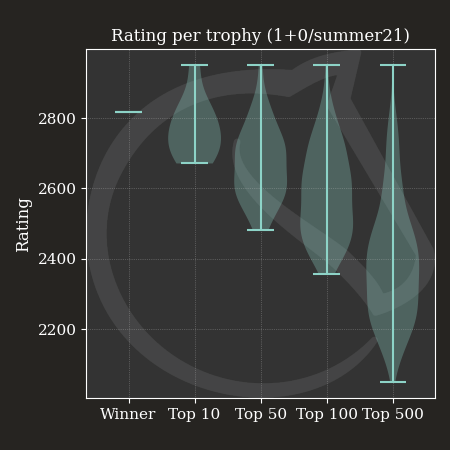 Rating per trophy (1+0/summer21)
2800
2600
2400
2200
Rating
Winner Top 10 Top 50 Top 100 Top 500